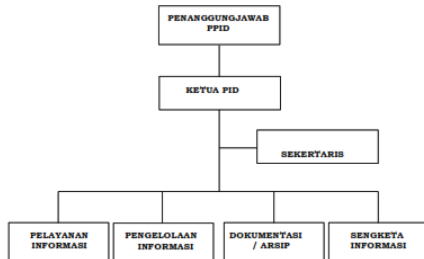 PENANGGUNGJAWAB
PPID
KETUA PID
SEKERTARIS
PELAYANAN
INFORMASI
PENGELOLAAN
INFORMASI
DOKUMENTASI
/ ARSIP
SENGKETA
INFORMASI